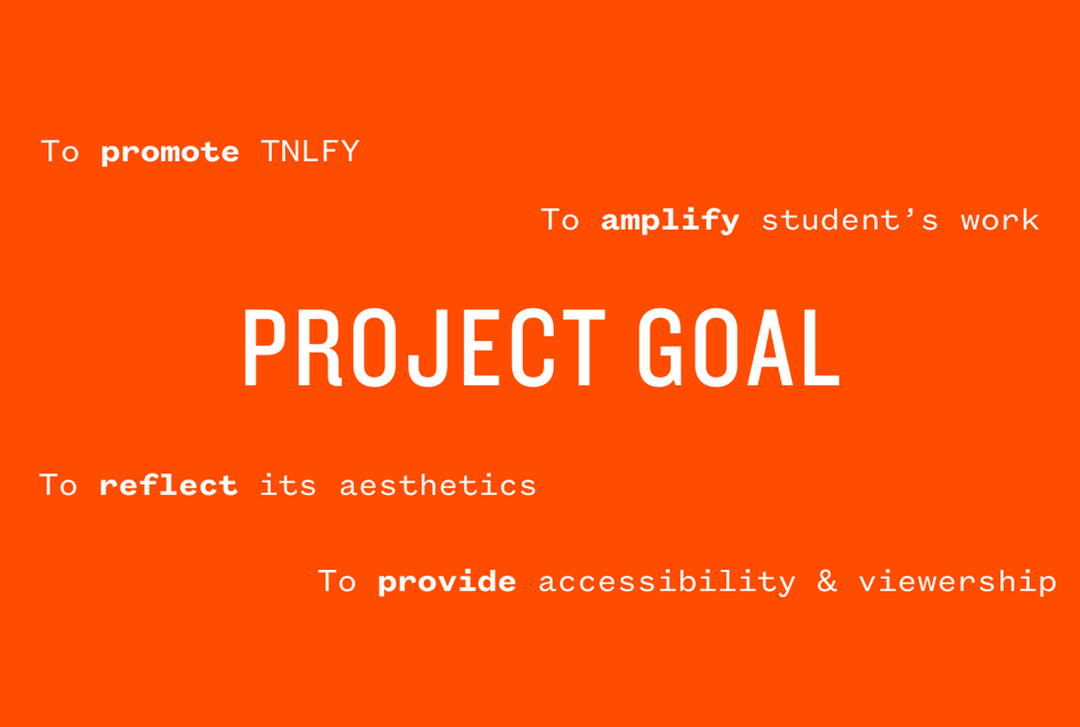 To promote TNLFY
To amplify student’s work
PROJECT GOAL
To reflect its aesthetics
To provide accessibility & viewership